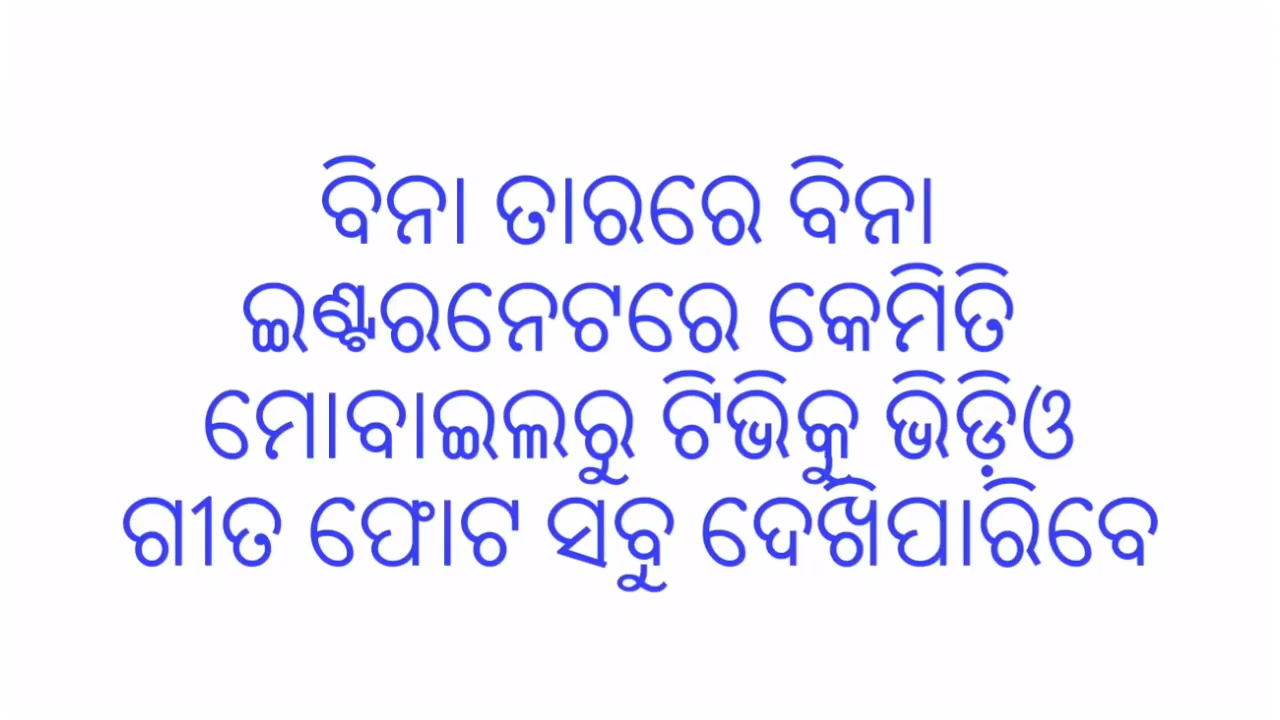 ବିନା ତାରରେ ବିନା
ଇଣ୍ଟରନେଟରେ କେମିତି
ମୋବାଇଲରୁ ଟିଭିକୁ ଭିଡ଼ିଓ
ଗୀତ ଫୋଟ ସବୁ ଦେଖିପାରିବେ